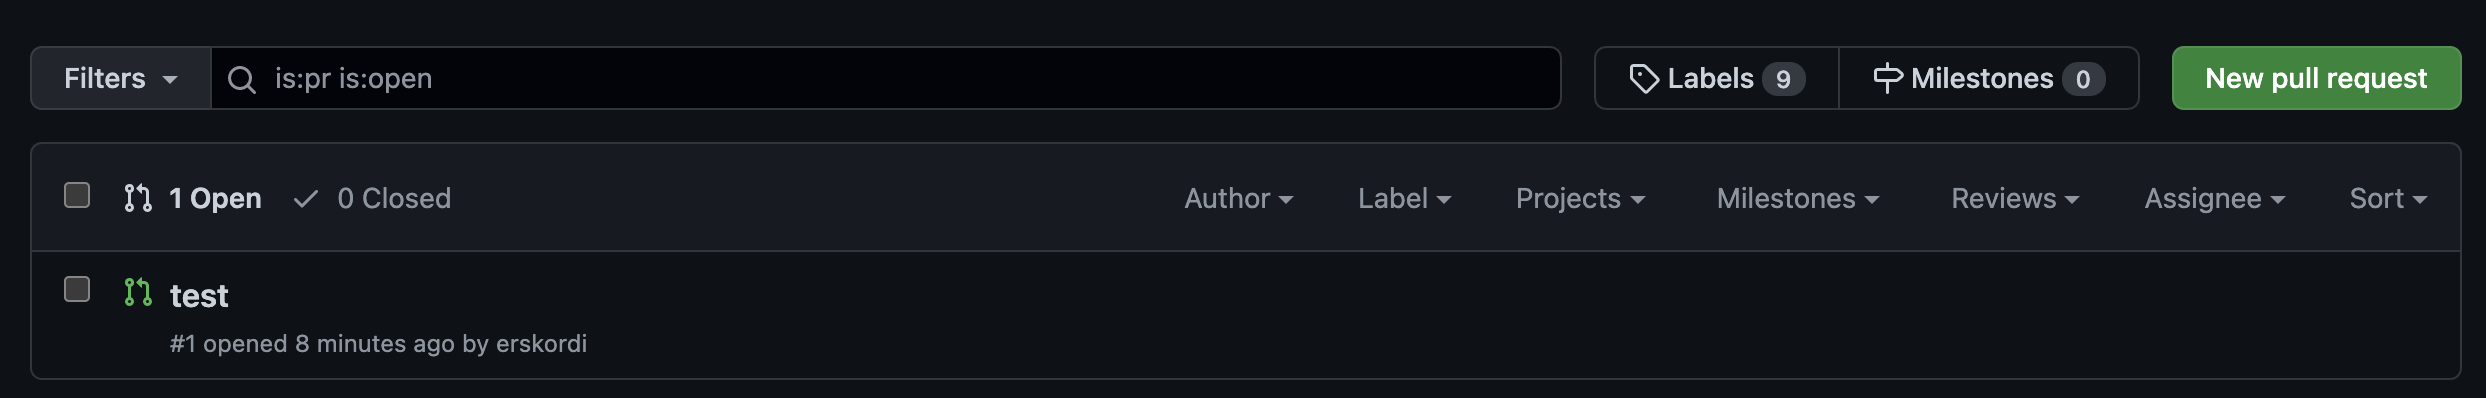 Filters is:pr is:open Labels 9 Milestones 0 New pull request
1 Open 0 Closed Author Label Projects Milestones Reviews Assignee Sort
test
#1 opened 8 minutes ago by erskordi